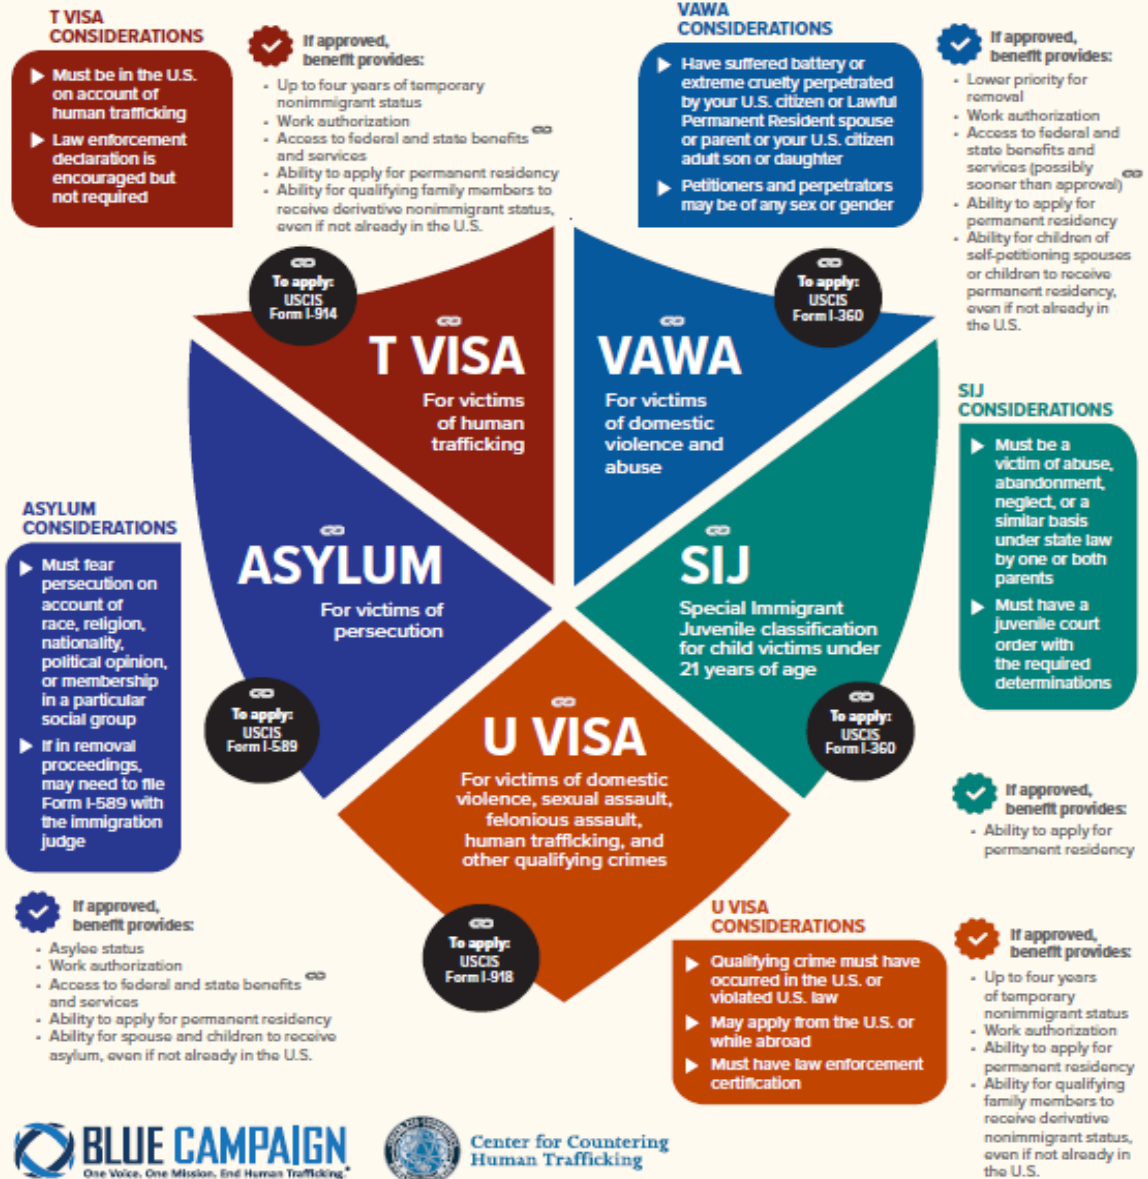 T VISA
CONSIDERATIONS
Must be in the U.S.
on account of
human trafficking
Law enforcement
declaration is
encouraged but
not required
If approved,
benefit provides:
Up to four years of temporary
nonimmigrant status
Work authorization
Access to federal and state benefits
and services
Ability to apply for permanent residency
Ability for qualifying family members to
receive derivative nonimmigrant status,
even if not already in the U.S.
VAWA
CONSIDERATIONS
Have suffered battery or
extreme cruelty perpetrated
by your U.S. citizen or Lawful
Permanent Resident spouse
or parent or your U.S. citizen
adult son or daughter
Petitioners and perpetrators
may be of any sex or gender
If approved,
benefit provides:
Lower priority for
removal
Work authorization
Access to federal and
state benefits and
services (possibly
sooner than approval)
Ability to apply for
permanent residency
Ability for children of
self-petitioning spouses
or children to receive
permanent residency,
even if not already in
the U.S.
To apply:
USCIS
Form I-914
T VISA
For victims
of human
trafficking
To apply:
USCIS
Form I-360
VAWA
For victims
of domestic
violence and
abuse
SIJ
CONSIDERATIONS
Must be a
victim of abuse,
abandonment,
neglect, or a
similar basis
under state law
by one or both
parents
Must have a
juvenile court
order with
the required
determinations
ASYLUM
CONSIDERATIONS
Must fear
persecution on
account of
race, religion,
nationality,
political opinion,
or membership
in a particular
social group
If in removal
proceedings,
may need to file
Form I-589 with
the immigration
judge
ASYLUM
For victims of
persecution
To apply:
USCIS
Form I-589
SIJ
Special Immigrant
Juvenile classification
for child victims under
21 years of age
To apply:
USCIS
Form I-360
U VISA
For victims of domestic
violence, sexual assault,
felonious assault,
human trafficking, and
other qualifying crimes
To apply:
USCIS
Form I-918
If approved,
benefit provides:
Ability to apply for
permanent residency
If approved,
benefit provides:
Asylee status
Work authorization
Access to federal and state benefits
and services
Ability to apply for permanent residency
Ability for spouse and children to receive
asylum, even if not already in the U.S.
U VISA
CONSIDERATIONS
Qualifying crime must have
occurred in the U.S. or
violated U.S. law
May apply from the U.S. or
while abroad
Must have law enforcement
certification
If approved,
benefit provides:
Up to four years
of temporary
nonimmigrant status
Work authorization
Ability to apply for
permanent residency
Ability for qualifying
family members to
receive derivative
nonimmigrant status,
even if not already in
the U.S.
BLUE CAMPAIGN
One Voice. One Mission. End Human Trafficking.®
Center for Countering
Human Trafficking